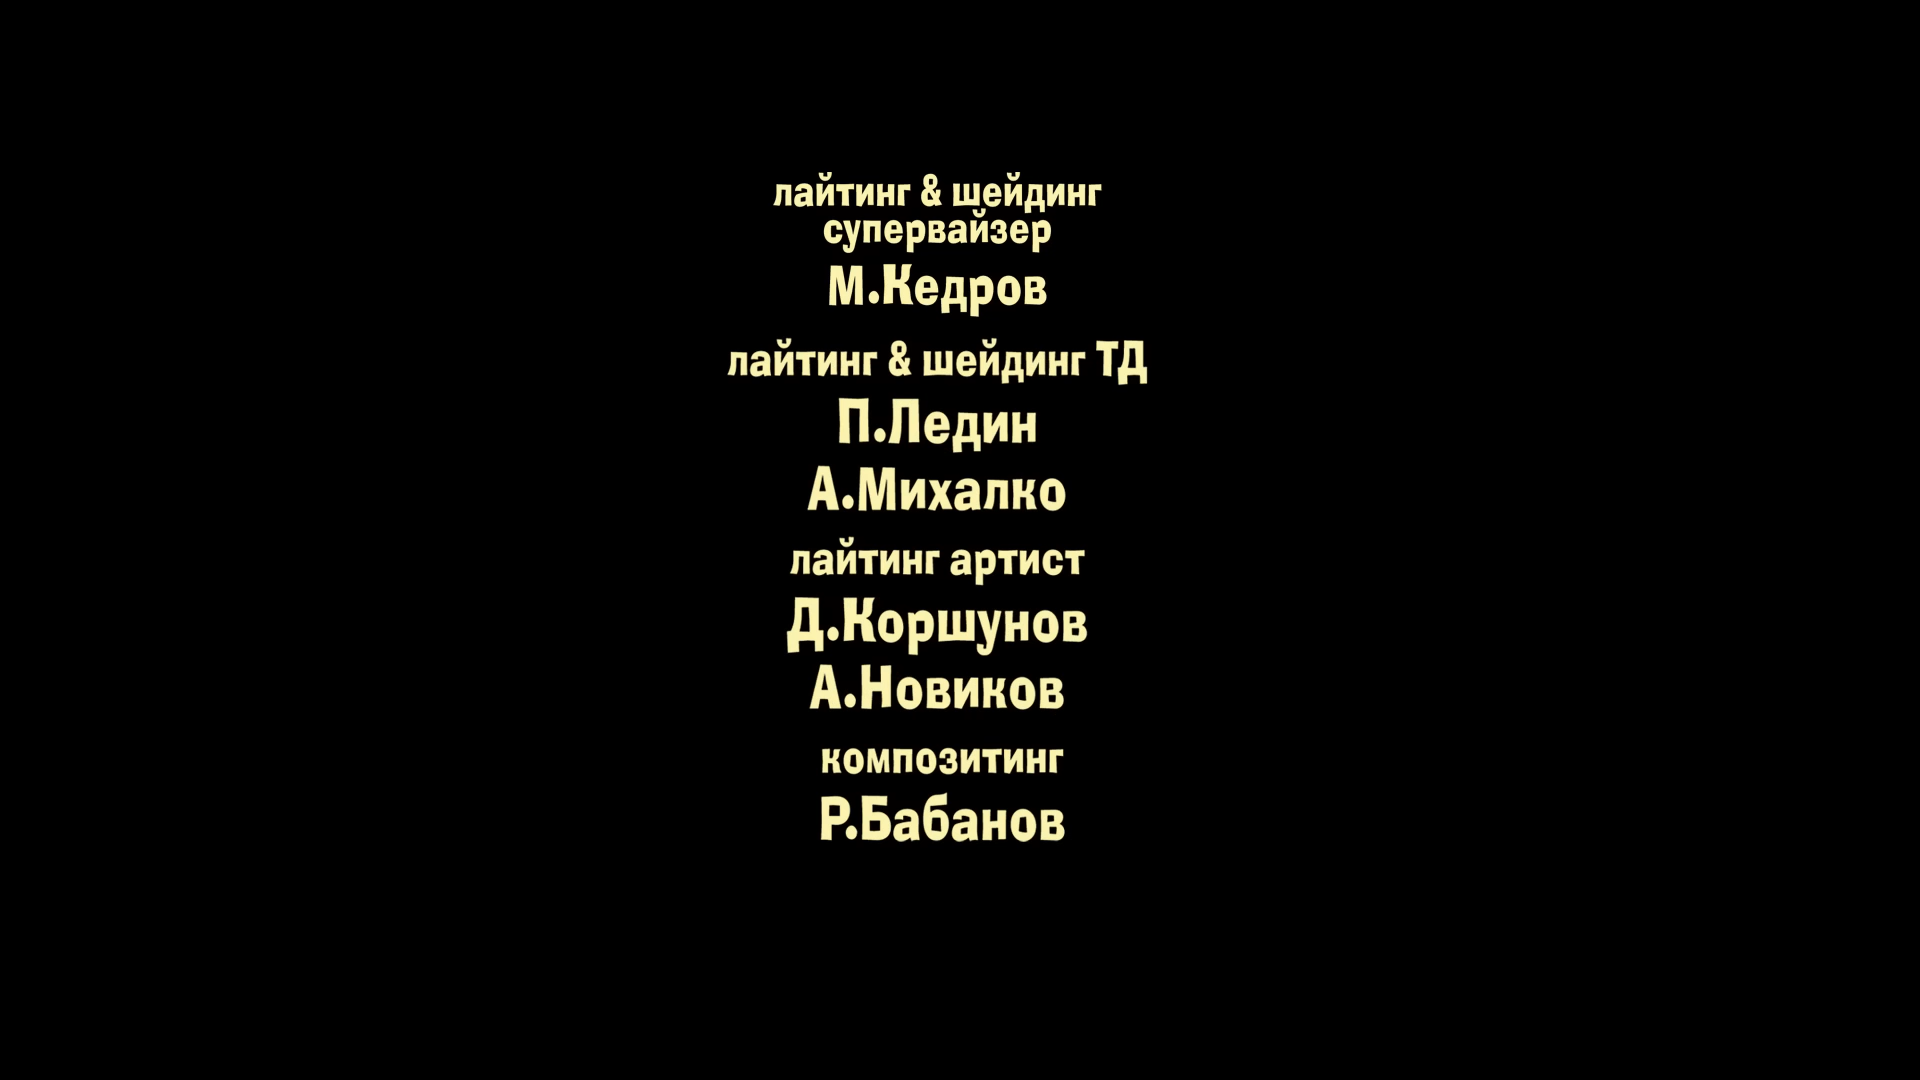 лайтинг & шейдинг
супервайзер
М.Кедров
лайтинг & шейдинг ТД
П.Ледин
А.Михалко
лайтинг артист
Д.Коршунов
А.Новиков
композитинг
Р.Бабанов